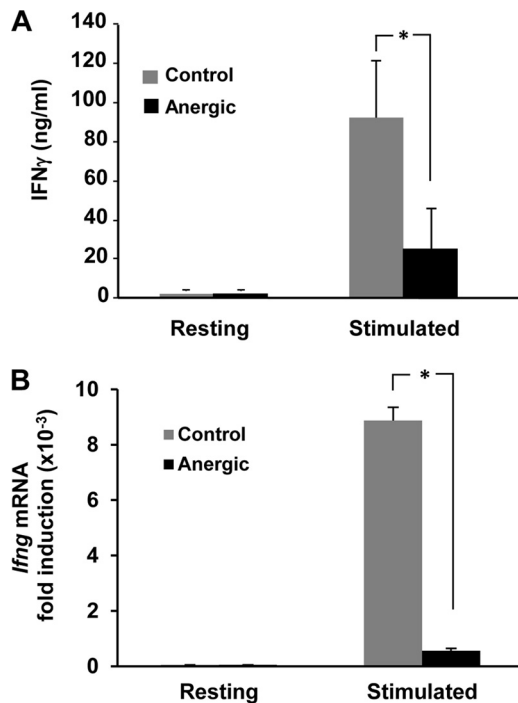 A
140
120
100
80
60
40
20
0
IFNγ (ng/ml)
Control
Anergic
*
Resting Stimulated
B
10
8
6
4
2
0
Ifng mRNA
fold induction (x10⁻³)
Control
Anergic
*
Resting Stimulated